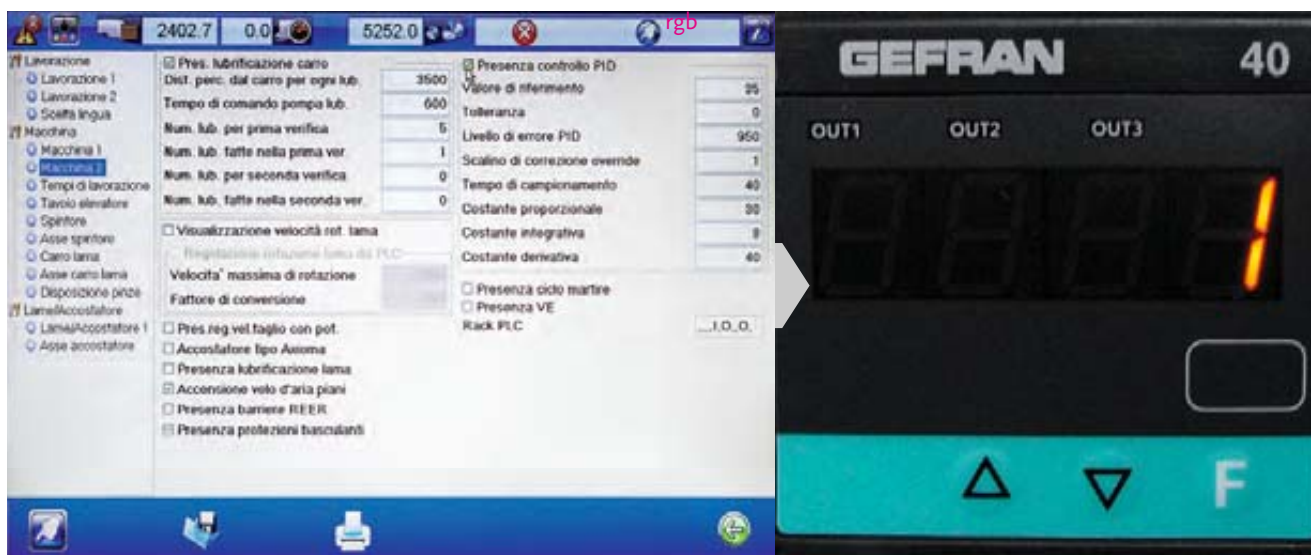 2402.7 0.0 5252.0
rgb
Lavorazione
Lavorazione 1
Lavorazione 2
Scelta lingua
Macchina
Macchina 1
Macchina 2
Tempi di lavorazione
Tavolo elevatore
Spintore
Asse spintore
Carro lama
Asse carro lama
Disposizione pinze
Lame/Accostatore
Lame/Accostatore 1
Asse accostatore
Pres. lubrificazione carro
Dist. perc. dal carro per ogni lub. 3500
Tempo di comando pompa lub. 600
Num. lub. per prima verifica 5
Num. lub. fatte nella prima ver. 1
Num. lub. per seconda verifica 0
Num. lub. fatte nella seconda ver. 0
Visualizzazione velocità rot. lama
Regolazione rotazione lama da PLC
Velocita' massima di rotazione
Fattore di conversione
Pres.reg vel.taglio con pot.
Accostatore tipo Axioma
Presenza lubrificazione lama
Accensione velo d'aria piani
Presenza barriere REER
Presenza protezioni basculanti
Presenza controllo PID
Valore di riferimento 35
Tolleranza 0
Livello di errore PID 950
Scalino di correzione override 1
Tempo di campionamento 40
Costante proporzionale 30
Costante integrativa 8
Costante derivativa 40
Presenza ciclo martire
Presenza VE
Rack PLC
GEFRAN 40
OUT1 OUT2 OUT3
1
F